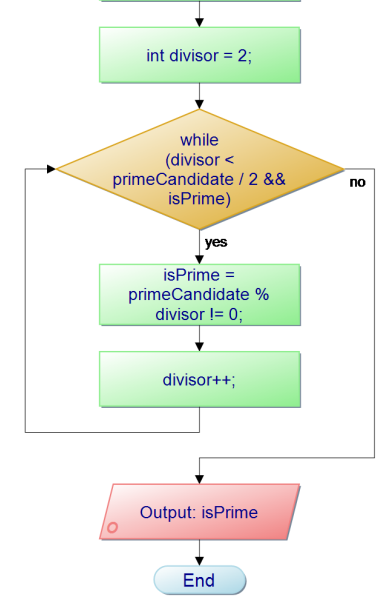 int divisor = 2;
while
(divisor <
primeCandidate / 2 &&
isPrime)
no
yes
isPrime =
primeCandidate %
divisor != 0;
divisor++;
Output: isPrime
End